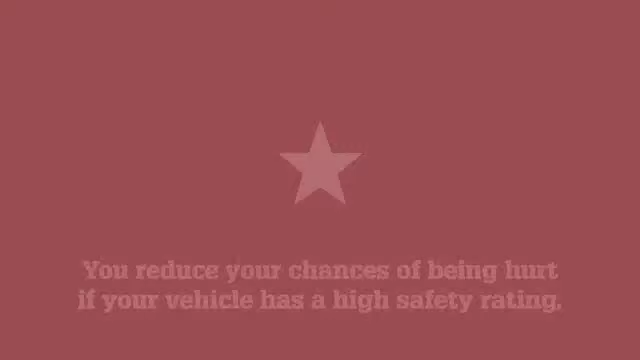 You reduce your chances of being hurt
if your vehicle has a high safety rating.